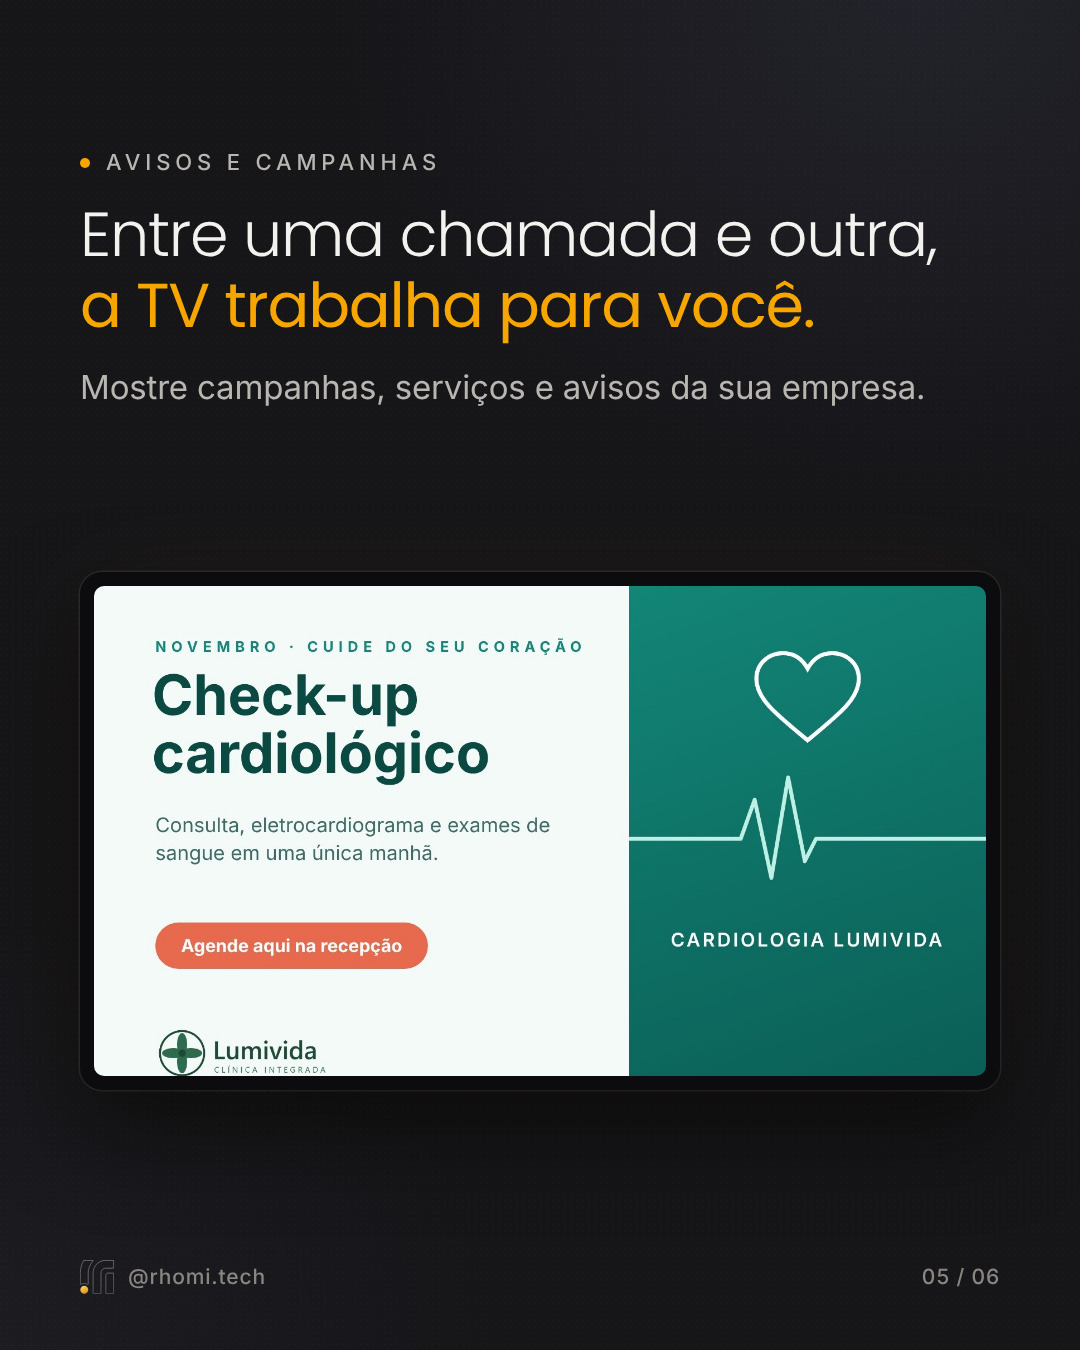 AVISOS E CAMPANHAS
Entre uma chamada e outra,
a TV trabalha para você.
Mostre campanhas, serviços e avisos da sua empresa.
NOVEMBRO · CUIDE DO SEU CORAÇÃO
Check-up
cardiológico
Consulta, eletrocardiograma e exames de
sangue em uma única manhã.
Agende aqui na recepção
Lumivida
CLÍNICA INTEGRADA
CARDIOLOGIA LUMIVIDA
@rhomi.tech
05 / 06